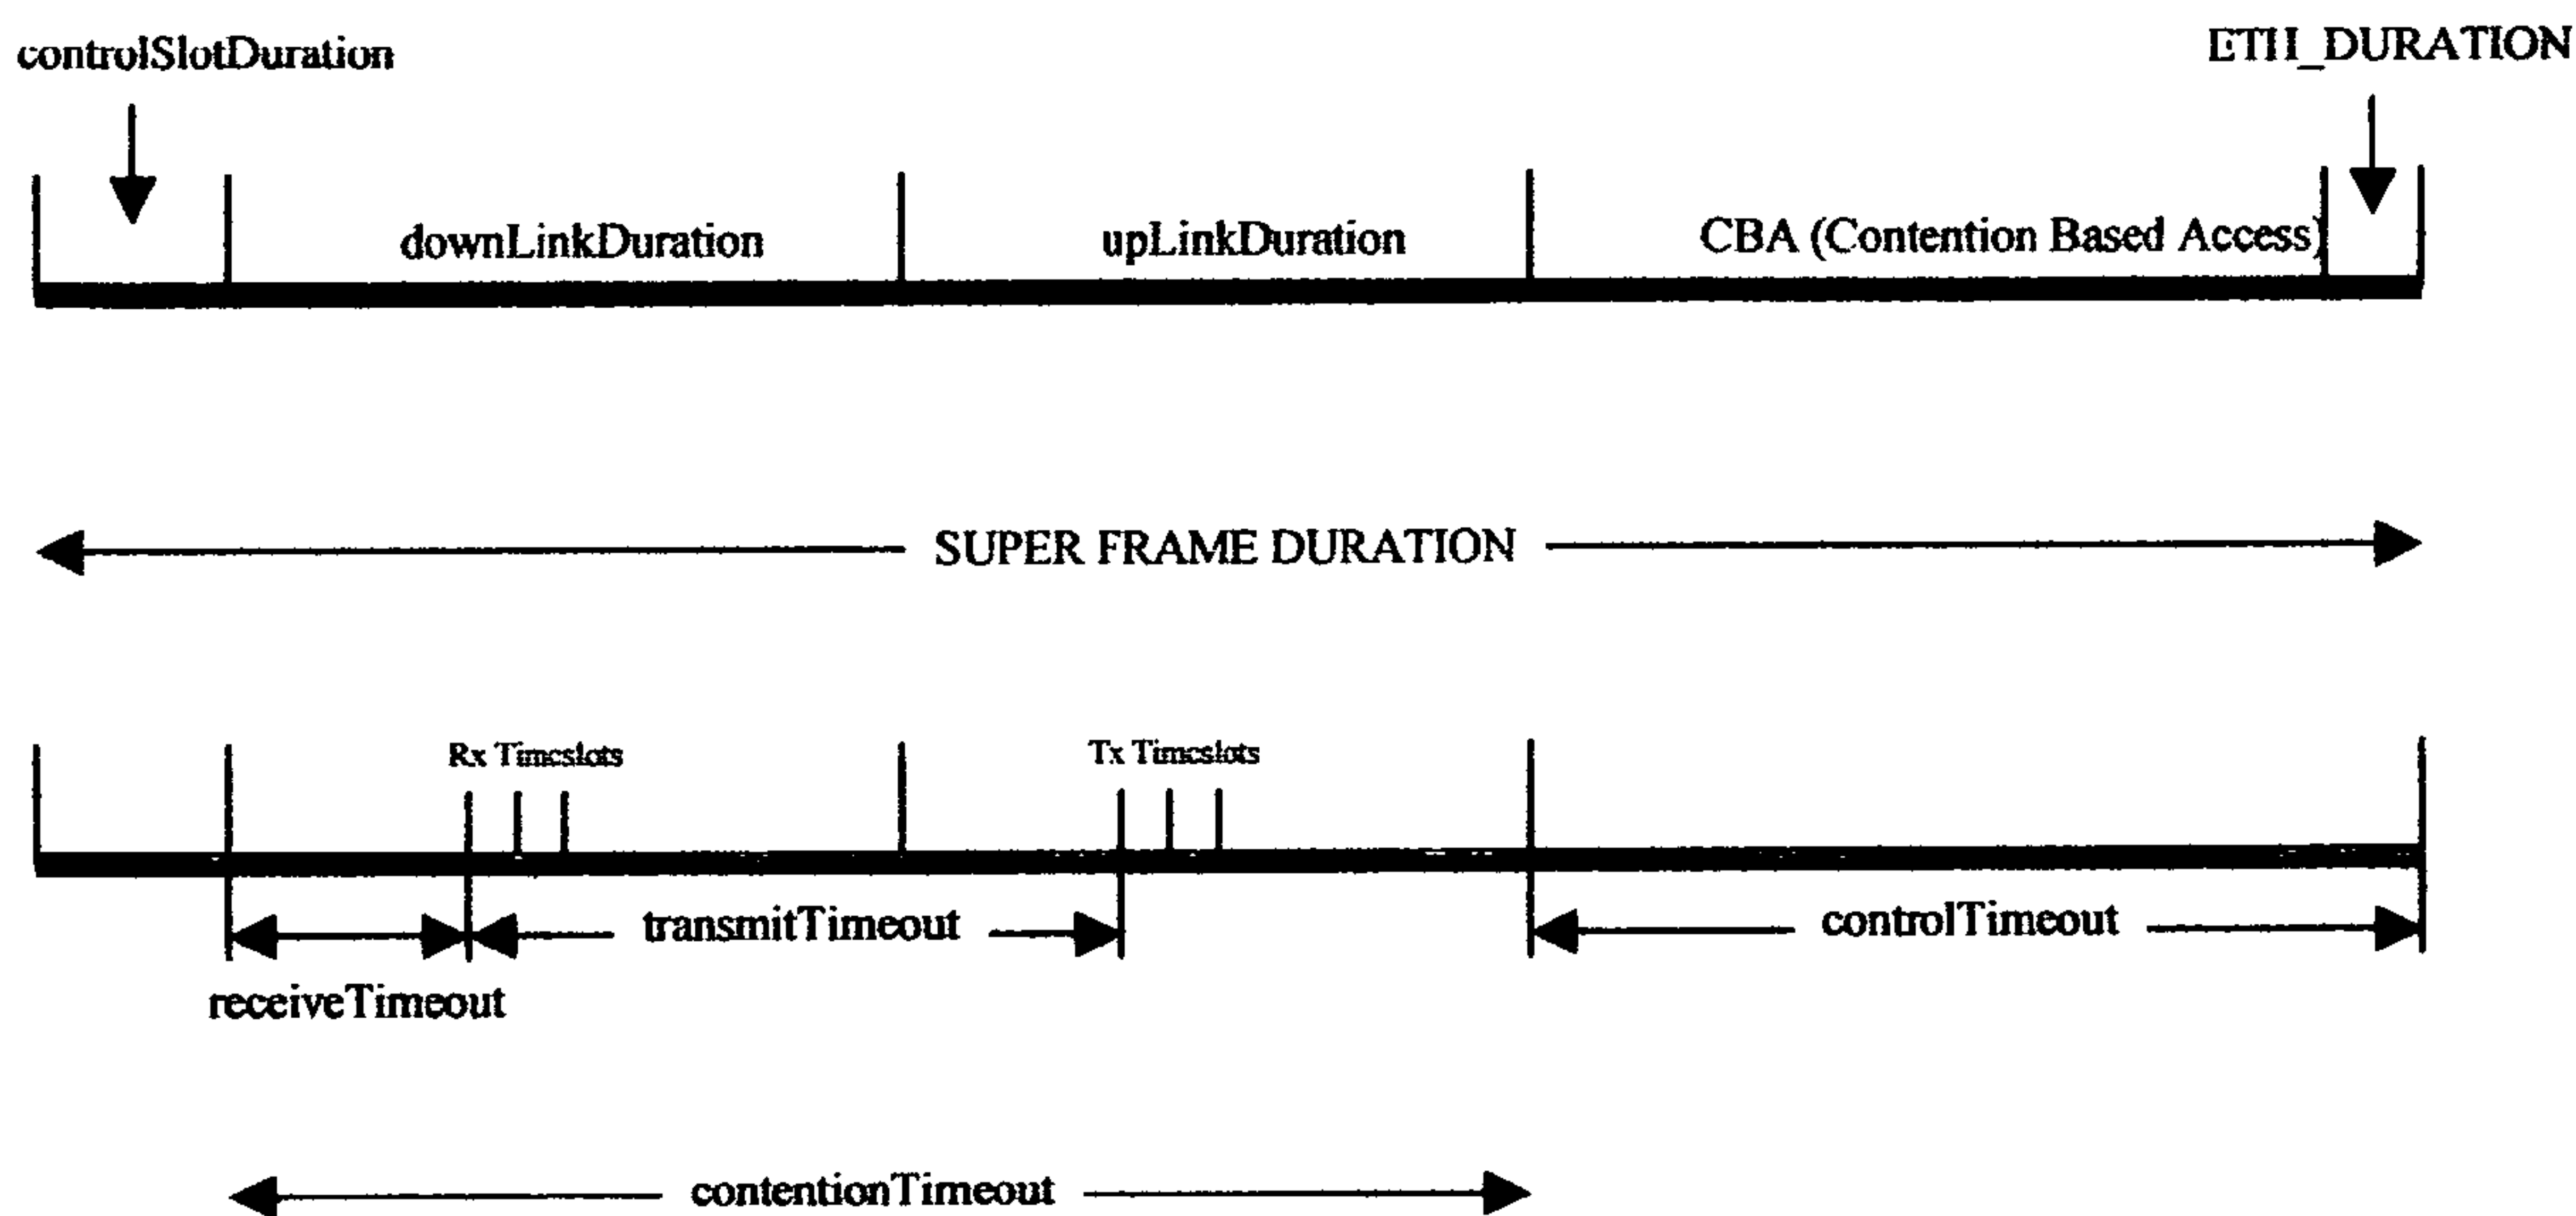 controlSlotDuration
ETH_DURATION
downLinkDuration
upLinkDuration
CBA (Contention Based Access)
SUPER FRAME DURATION
Rx Timeslots
Tx Timeslots
transmitTimeout
controlTimeout
receiveTimeout
contentionTimeout